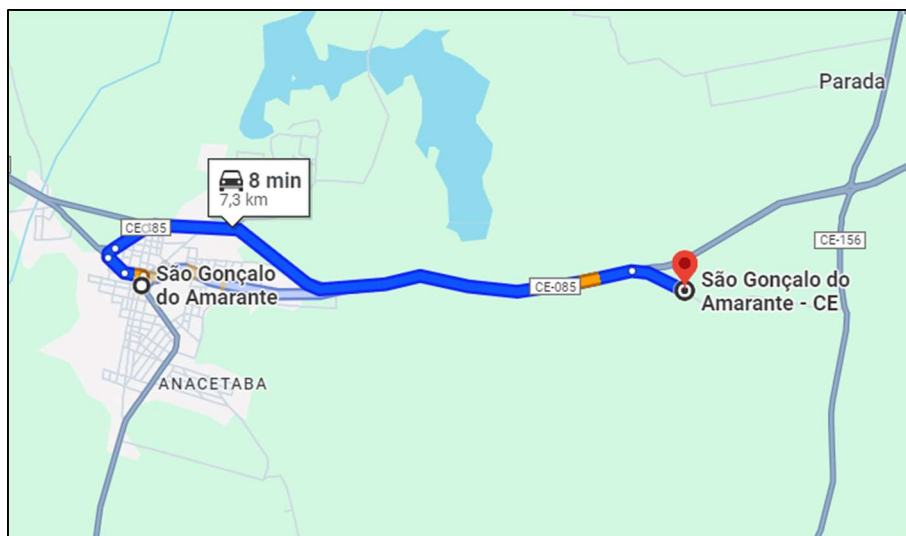 Parada
8 min
7,3 km
CE-085
CE-156
São Gonçalo
do Amarante
CE-085
São Gonçalo do
Amarante - CE
ANACETABA